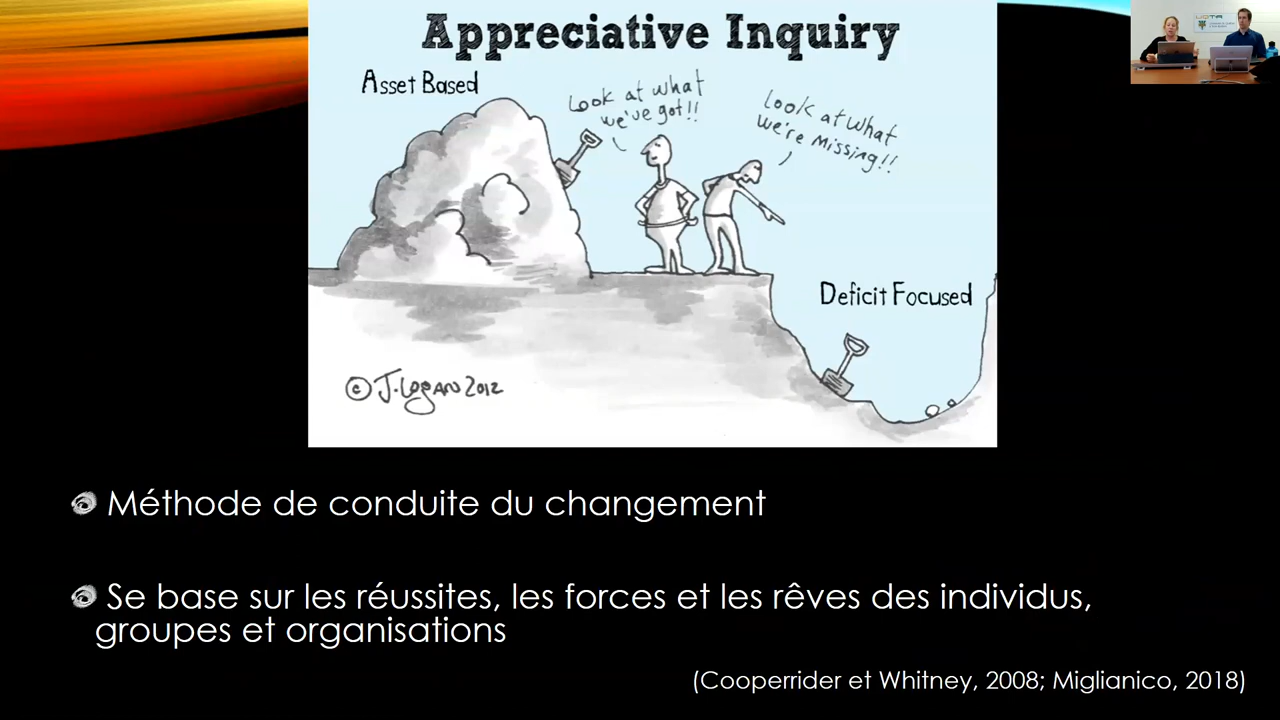 Appreciative Inquiry
Asset Based
Look at what
we've got!!
Look at what
we're missing!!
Deficit Focused
© J. Logan 2012
Méthode de conduite du changement
Se base sur les réussites, les forces et les rêves des individus,
groupes et organisations
(Cooperrider et Whitney, 2008; Miglianico, 2018)